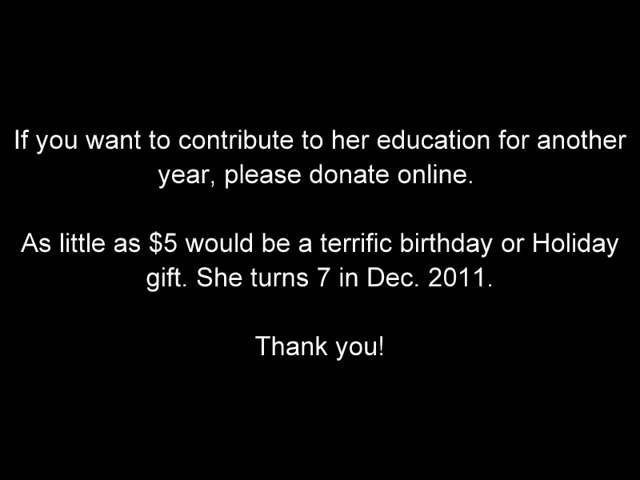 If you want to contribute to her education for another
year, please donate online.
As little as $5 would be a terrific birthday or Holiday
gift. She turns 7 in Dec. 2011.
Thank you!